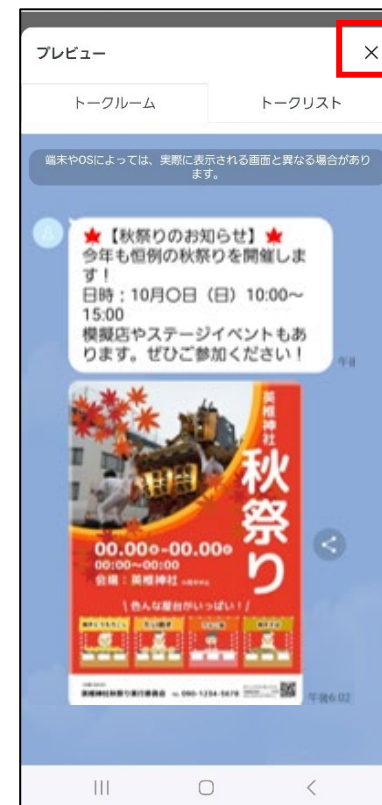 プレビュー
トークルーム
トークリスト
端末やOSによっては、実際に表示される画面と異なる場合があり
ます。
【秋祭りのお知らせ】
今年も恒例の秋祭りを開催しま
す！
日時：10月〇日（日）10:00～
15:00
模擬店やステージイベントもあ
ります。ぜひご参加ください！
英椎神社
秋祭り
00.00-00.00
00:00～00:00
会場：英椎神社
\ 色んな屋台がいっぱい！/
090-1234-5678
午後6:02